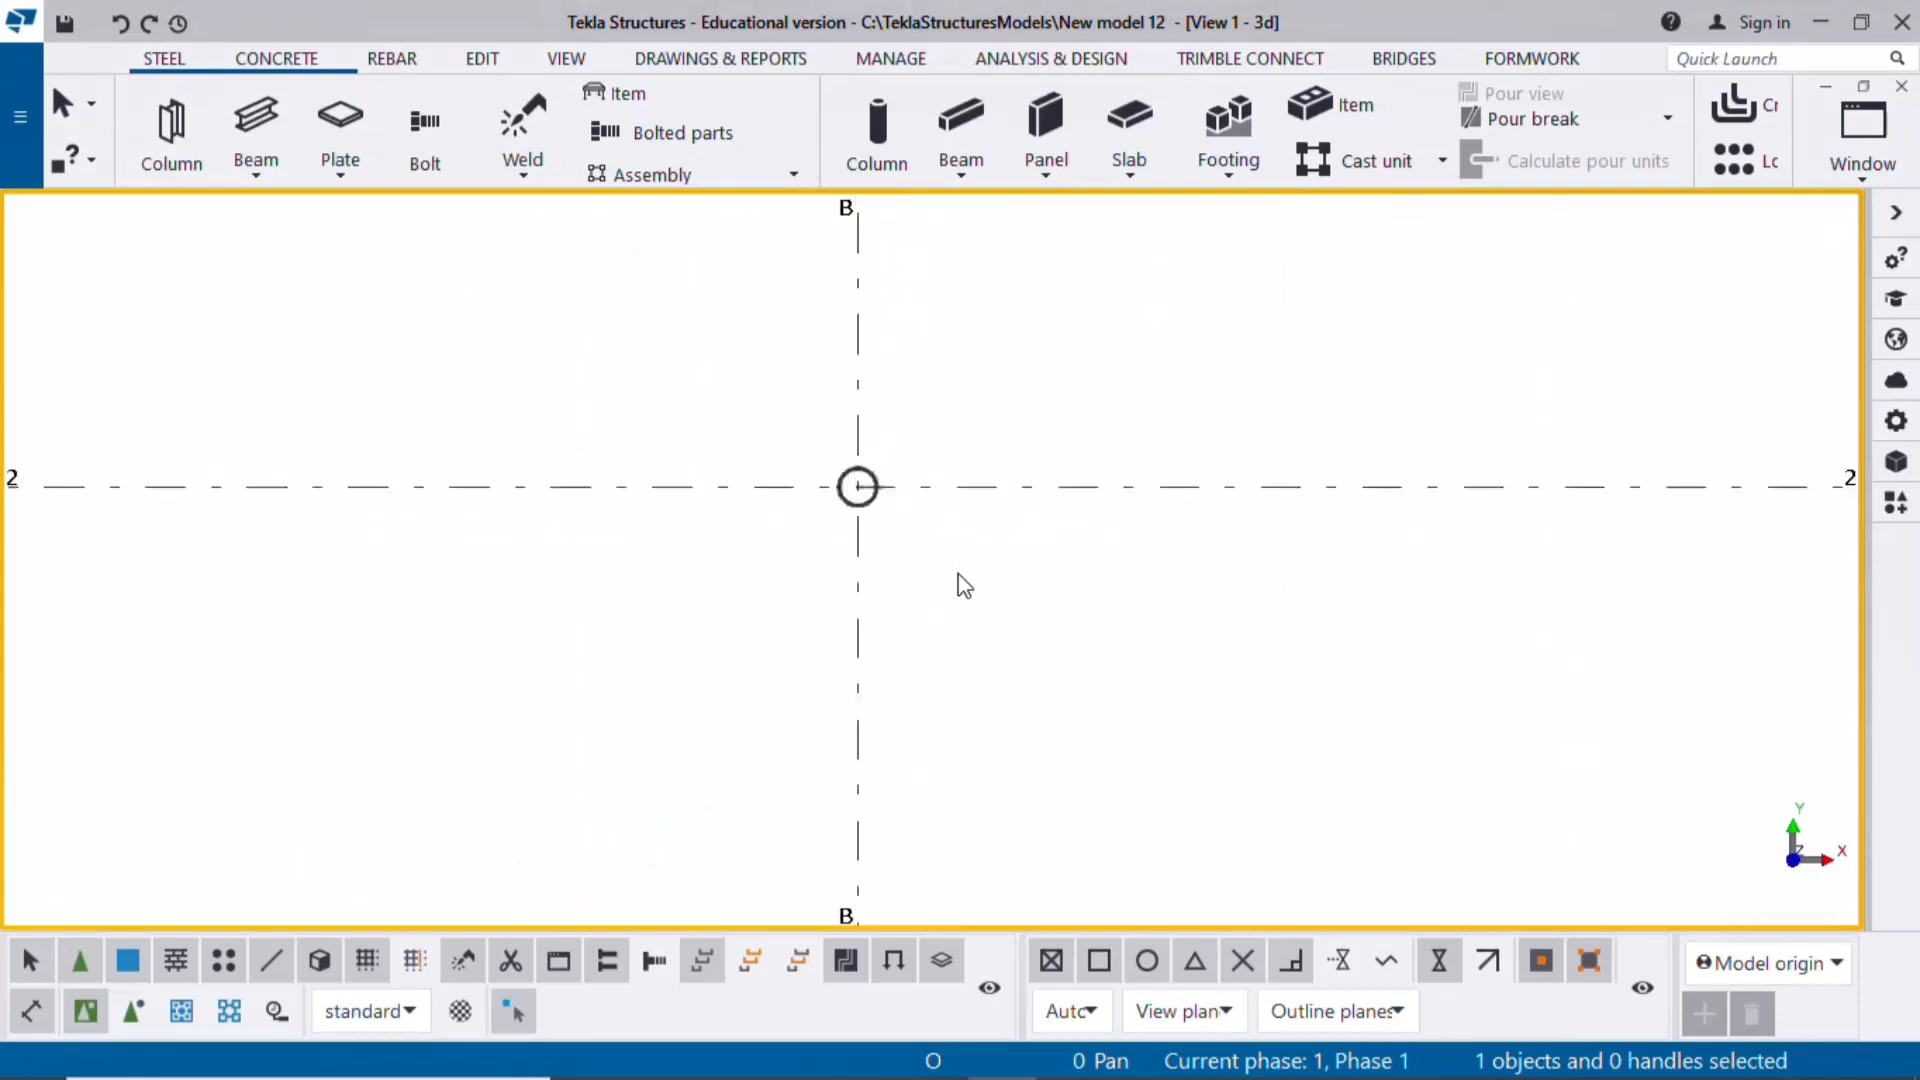 Tekla Structures - Educational version - C:\TeklaStructuresModels\New model 12 - [View 1 - 3d]
Sign in
STEEL CONCRETE REBAR EDIT VIEW DRAWINGS & REPORTS MANAGE ANALYSIS & DESIGN TRIMBLE CONNECT BRIDGES FORMWORK Quick Launch
Column Beam Plate Bolt Weld
Item
Bolted parts
Assembly
Column Beam Panel Slab Footing
Item
Cast unit
Pour view
Pour break
Calculate pour units
Cr
Lc
Window
B
2
2
B
Y
Z
X
Model origin
standard
Auto
View plan
Outline planes
O
0 Pan
Current phase: 1, Phase 1
1 objects and 0 handles selected